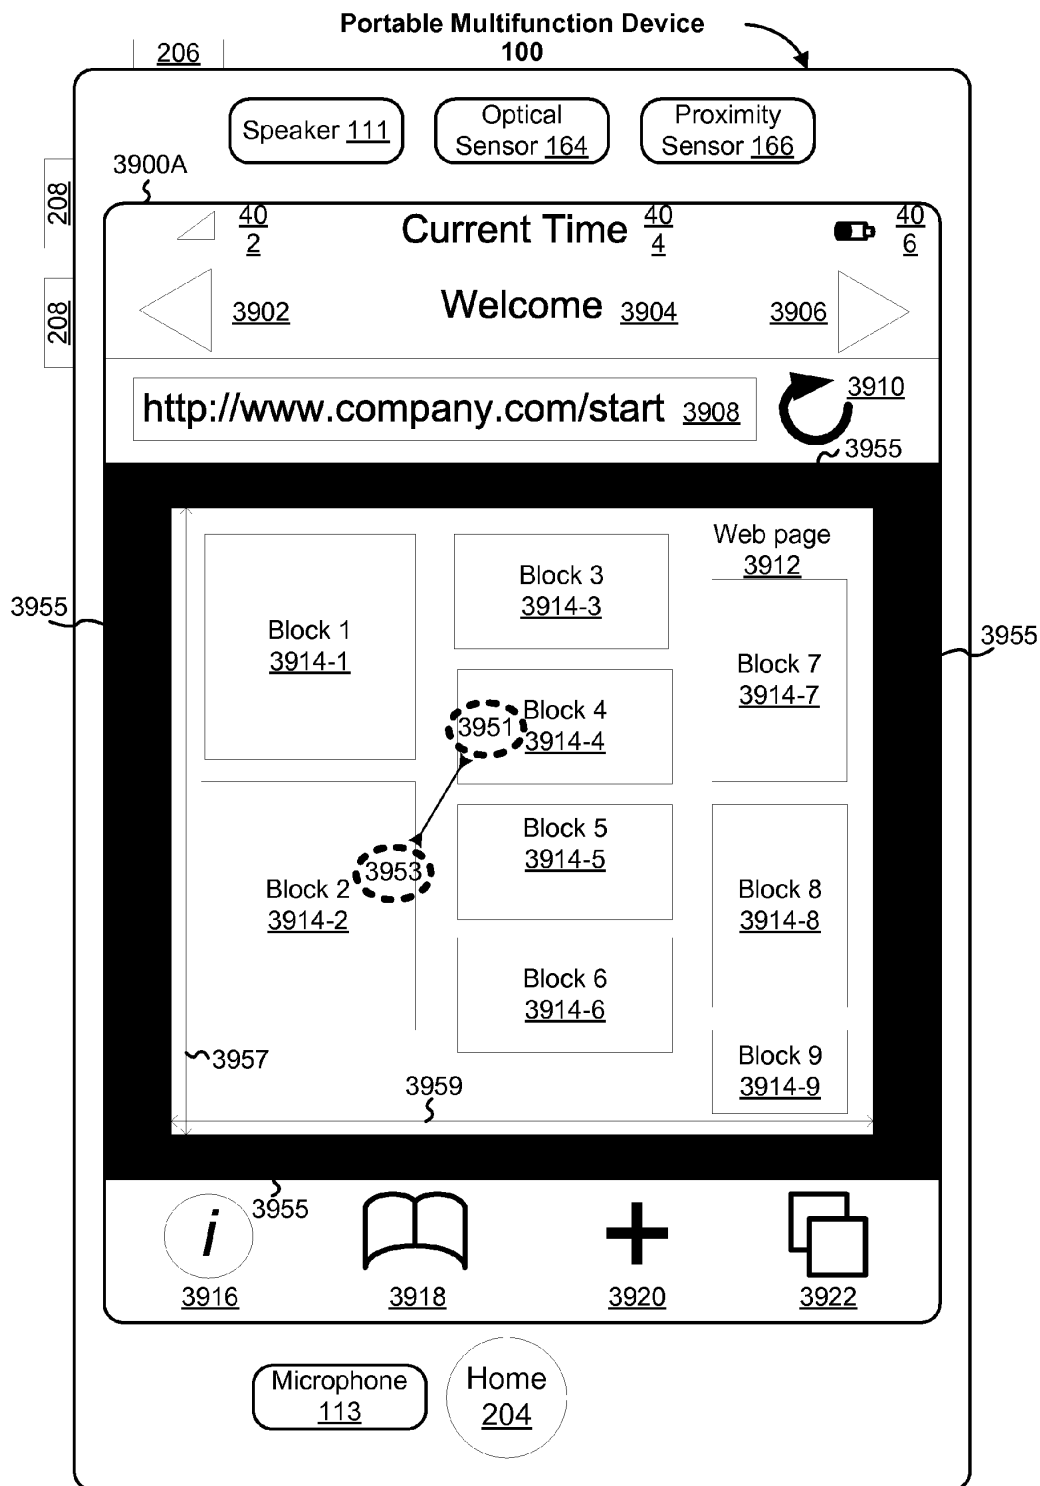 Portable Multifunction Device
100
206
Speaker 111
Optical
Sensor 164
Proximity
Sensor 166
3900A
208
40
2
Current Time
40
4
40
6
208
3902
Welcome 3904
3906
http://www.company.com/start 3908
3910
3955
Web page
3912
Block 1
3914-1
Block 3
3914-3
3955
3955
Block 7
3914-7
3951
Block 4
3914-4
Block 5
3914-5
3953
Block 2
3914-2
Block 8
3914-8
Block 6
3914-6
3957
Block 9
3914-9
3959
3955
i
3916
3918
3920
3922
Microphone
113
Home
204